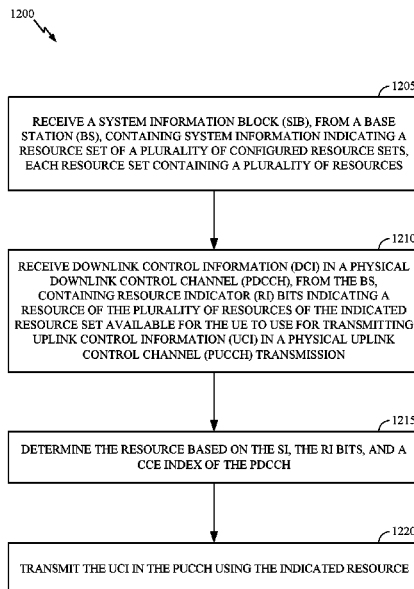 1200
1205
RECEIVE A SYSTEM INFORMATION BLOCK (SIB), FROM A BASE
STATION (BS), CONTAINING SYSTEM INFORMATION INDICATING A
RESOURCE SET OF A PLURALITY OF CONFIGURED RESOURCE SETS,
EACH RESOURCE SET CONTAINING A PLURALITY OF RESOURCES
1210
RECEIVE DOWNLINK CONTROL INFORMATION (DCI) IN A PHYSICAL
DOWNLINK CONTROL CHANNEL (PDCCH), FROM THE BS,
CONTAINING RESOURCE INDICATOR (RI) BITS INDICATING A
RESOURCE OF THE PLURALITY OF RESOURCES OF THE INDICATED
RESOURCE SET AVAILABLE FOR THE UE TO USE FOR TRANSMITTING
UPLINK CONTROL INFORMATION (UCI) IN A PHYSICAL UPLINK
CONTROL CHANNEL (PUCCH) TRANSMISSION
1215
DETERMINE THE RESOURCE BASED ON THE SI, THE RI BITS, AND A
CCE INDEX OF THE PDCCH
1220
TRANSMIT THE UCI IN THE PUCCH USING THE INDICATED RESOURCE